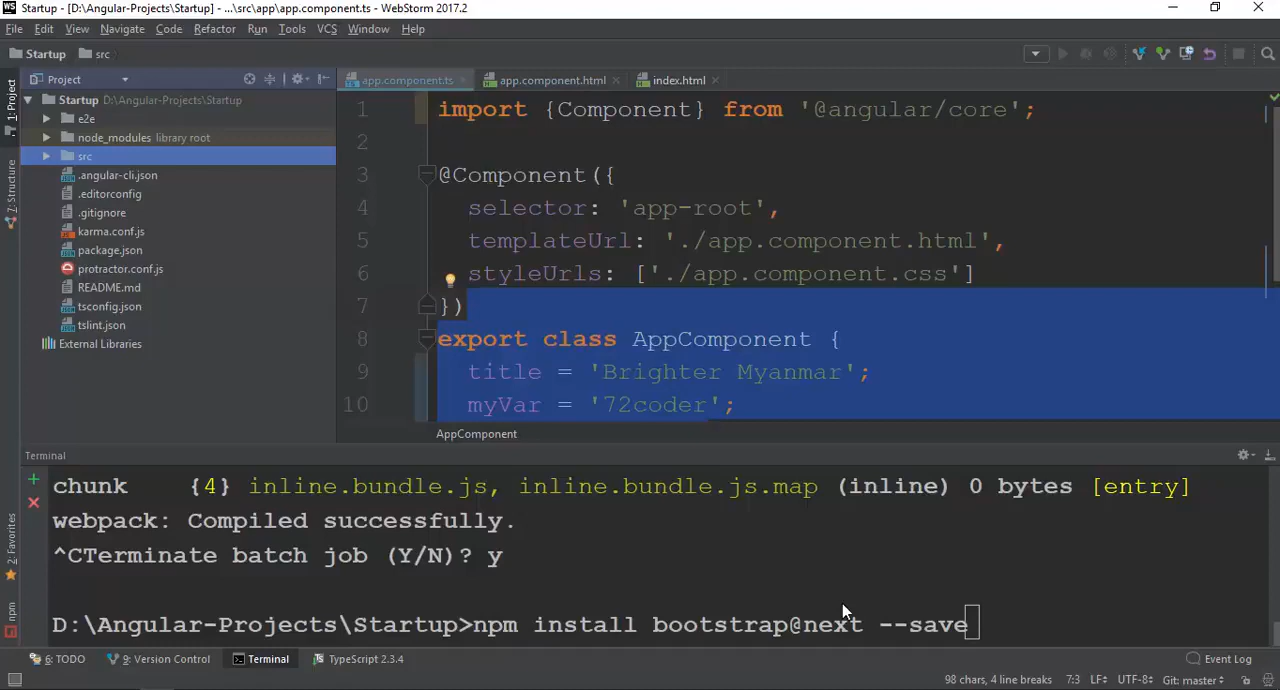 Startup - [D:\Angular-Projects\Startup] - ...\src\app\app.component.ts - WebStorm 2017.2
File Edit View Navigate Code Refactor Run Tools VCS Window Help
Startup src
Project
app.component.ts app.component.html index.html
1: Project
Z: Structure
2: Favorites
npm
Startup D:\Angular-Projects\Startup
e2e
node_modules library root
src
.angular-cli.json
.editorconfig
.gitignore
karma.conf.js
package.json
protractor.conf.js
README.md
tsconfig.json
tslint.json
External Libraries
1 import {Component} from '@angular/core';
2
3 @Component({
4 selector: 'app-root',
5 templateUrl: './app.component.html',
6 styleUrls: ['./app.component.css']
7 })
8 export class AppComponent {
9 title = 'Brighter Myanmar';
10 myVar = '72coder';
AppComponent
Terminal
chunk {4} inline.bundle.js, inline.bundle.js.map (inline) 0 bytes [entry]
webpack: Compiled successfully.
^CTerminate batch job (Y/N)? y
D:\Angular-Projects\Startup>npm install bootstrap@next --save
6: TODO 9: Version Control Terminal TypeScript 2.3.4 Event Log
98 chars, 4 line breaks 7:3 LF÷ UTF-8÷ Git: master÷